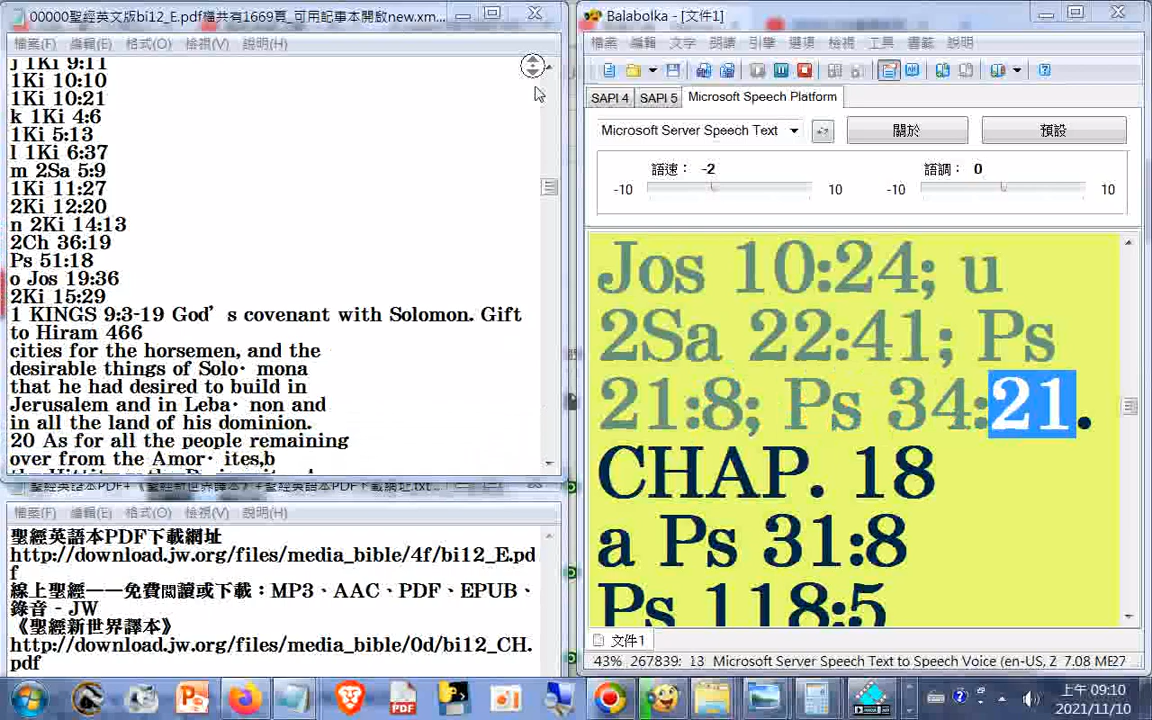 00000聖經英文版bi12_E.pdf檔共有1669頁_可用記事本開啟new.xm...
檔案(F) 編輯(E) 格式(O) 檢視(V) 說明(H)
j 1Ki 9:11
1Ki 10:10
1Ki 10:21
k 1Ki 4:6
1Ki 5:13
l 1Ki 6:37
m 2Sa 5:9
1Ki 11:27
2Ki 12:20
n 2Ki 14:13
2Ch 36:19
Ps 51:18
o Jos 19:36
2Ki 15:29
1 KINGS 9:3-19 God’s covenant with Solomon. Gift
to Hiram 466
cities for the horsemen, and the
desirable things of Solo·mona
that he had desired to build in
Jerusalem and in Leba·non and
in all the land of his dominion.
20 As for all the people remaining
over from the Amor·ites,b
檔案(F) 編輯(E) 格式(O) 檢視(V) 說明(H)
聖經英語本PDF下載網址
http://download.jw.org/files/media_bible/4f/bi12_E.pd
f
線上聖經——免費閱讀或下載：MP3、AAC、PDF、EPUB、
錄音 - JW
《聖經新世界譯本》
http://download.jw.org/files/media_bible/0d/bi12_CH.
pdf
Balabolka - [文件1]
檔案 編輯 文字 朗讀 引擎 選項 檢視 工具 書籤 說明
SAPI 4 SAPI 5 Microsoft Speech Platform
Microsoft Server Speech Text 關於 預設
語速： -2 語調： 0
-10 10 -10 10
Jos 10:24; u
2Sa 22:41; Ps
21:8; Ps 34:21.
CHAP. 18
a Ps 31:8
Ps 118:5
文件1
43% 267839: 13 Microsoft Server Speech Text to Speech Voice (en-US, Z 7.08 ME27
上午 09:10
2021/11/10